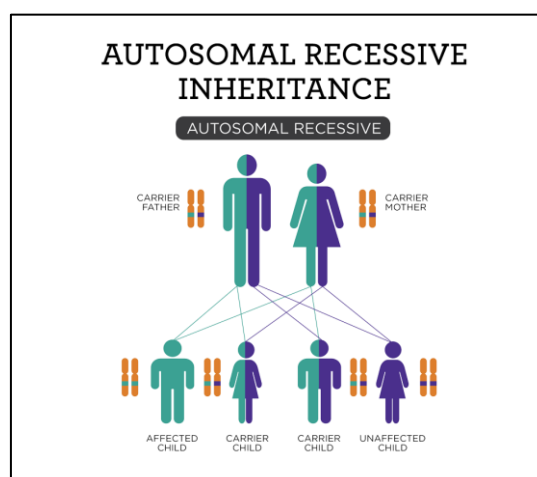 AUTOSOMAL RECESSIVE
INHERITANCE
AUTOSOMAL RECESSIVE
CARRIER
FATHER
CARRIER
MOTHER
AFFECTED
CHILD
CARRIER
CHILD
CARRIER
CHILD
UNAFFECTED
CHILD